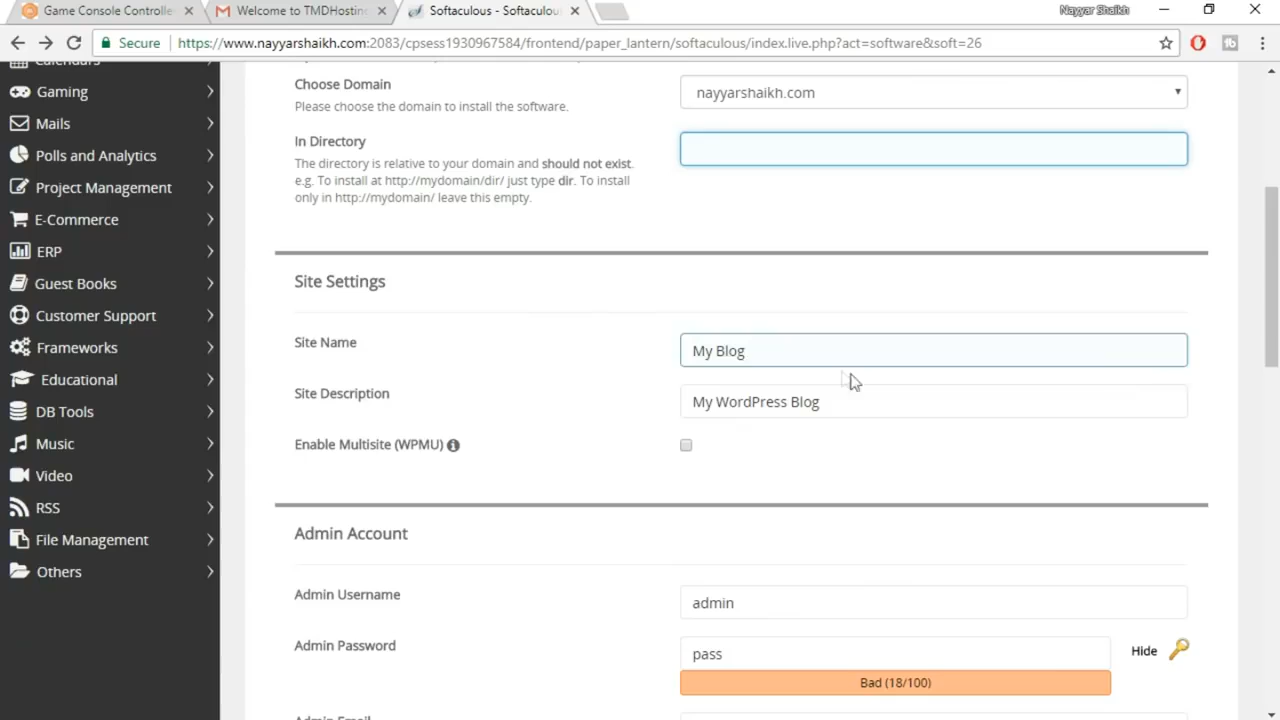 Game Console Controlle
Welcome to TMDHostin
Softaculous - Softaculou
Nayyar Shaikh
Secure
https://www.nayyarshaikh.com:2083/cpsess1930967584/frontend/paper_lantern/softaculous/index.live.php?act=software&soft=26
Calendars
Gaming
Mails
Polls and Analytics
Project Management
E-Commerce
ERP
Guest Books
Customer Support
Frameworks
Educational
DB Tools
Music
Video
RSS
File Management
Others
Choose Domain
Please choose the domain to install the software.
nayyarshaikh.com
In Directory
The directory is relative to your domain and should not exist.
e.g. To install at http://mydomain/dir/ just type dir. To install
only in http://mydomain/ leave this empty.
Site Settings
Site Name
My Blog
Site Description
My WordPress Blog
Enable Multisite (WPMU)
Admin Account
Admin Username
admin
Admin Password
pass
Hide
Bad (18/100)
Admin Email